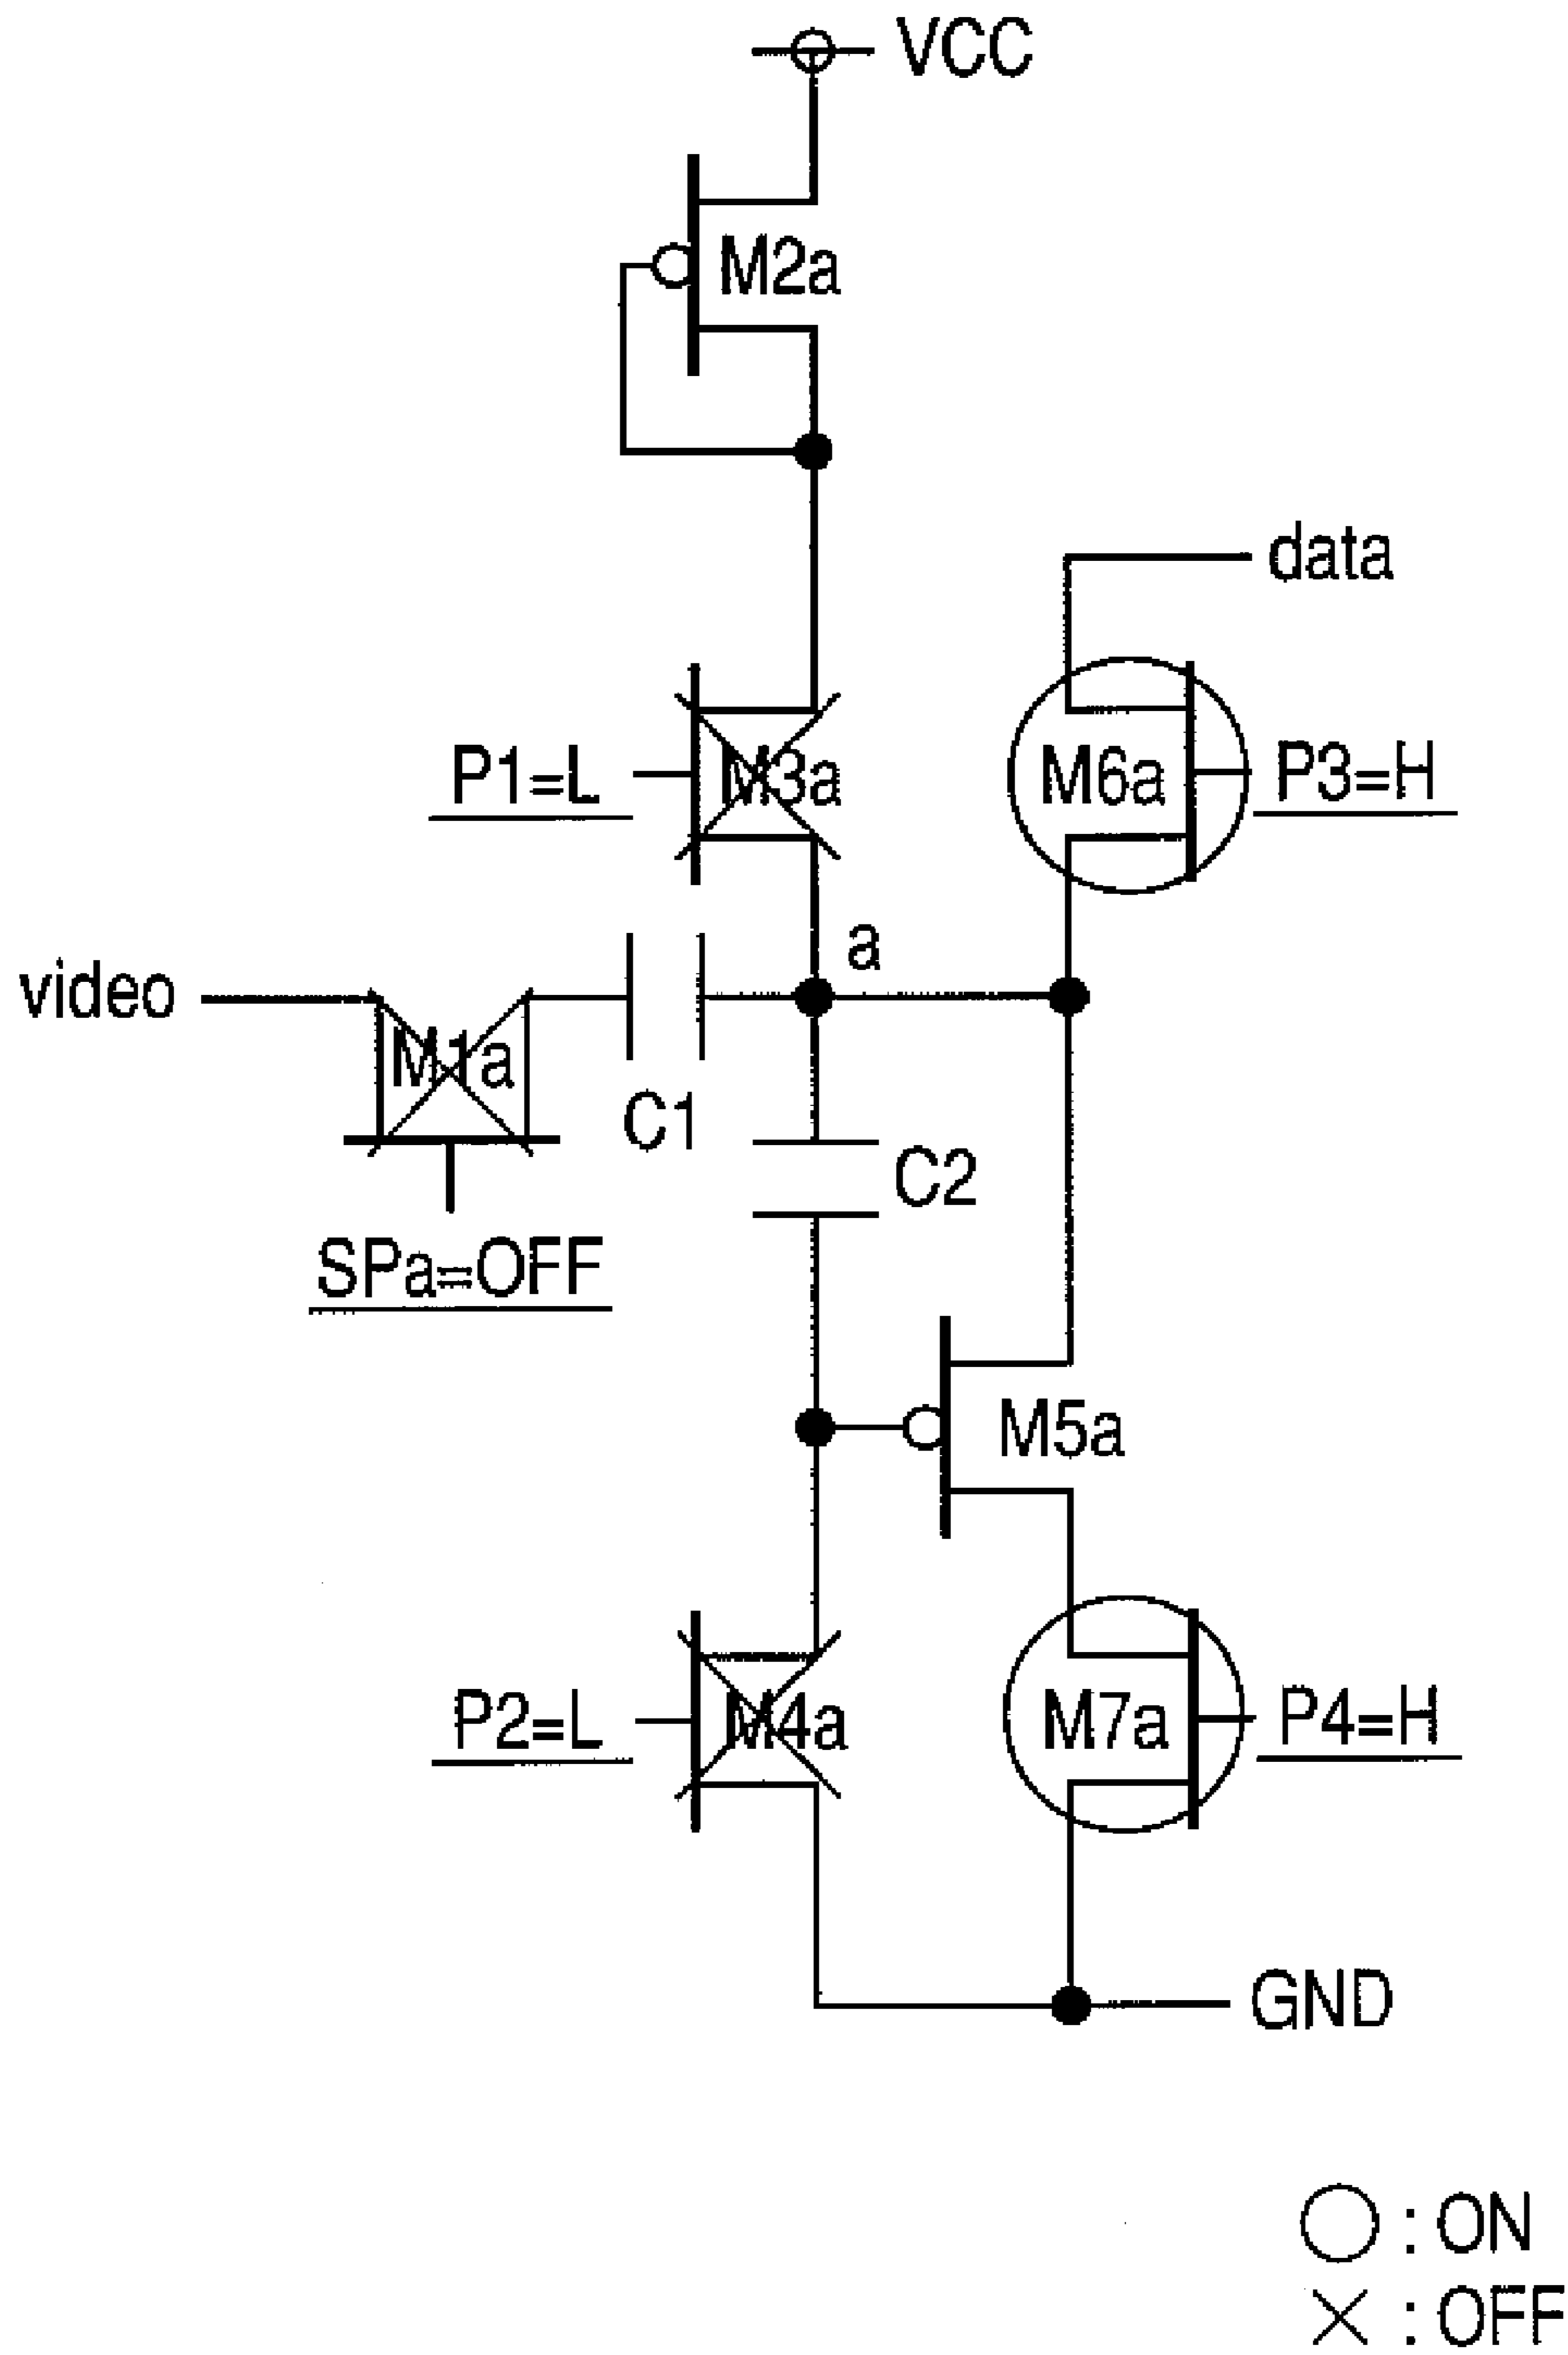 VCC
M2a
data
P1=L
M3a
M6a
P3=H
a
video
M1a
C1
C2
SPa=OFF
M5a
P2=L
M4a
M7a
P4=H
GND
: ON
: OFF